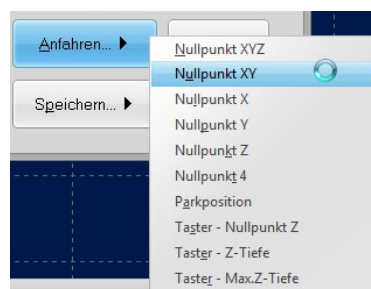 Anfahren...
Speichern...
Nullpunkt XYZ
Nullpunkt XY
Nullpunkt X
Nullpunkt Y
Nullpunkt Z
Nullpunkt 4
Parkposition
Taster - Nullpunkt Z
Taster - Z-Tiefe
Taster - Max.Z-Tiefe